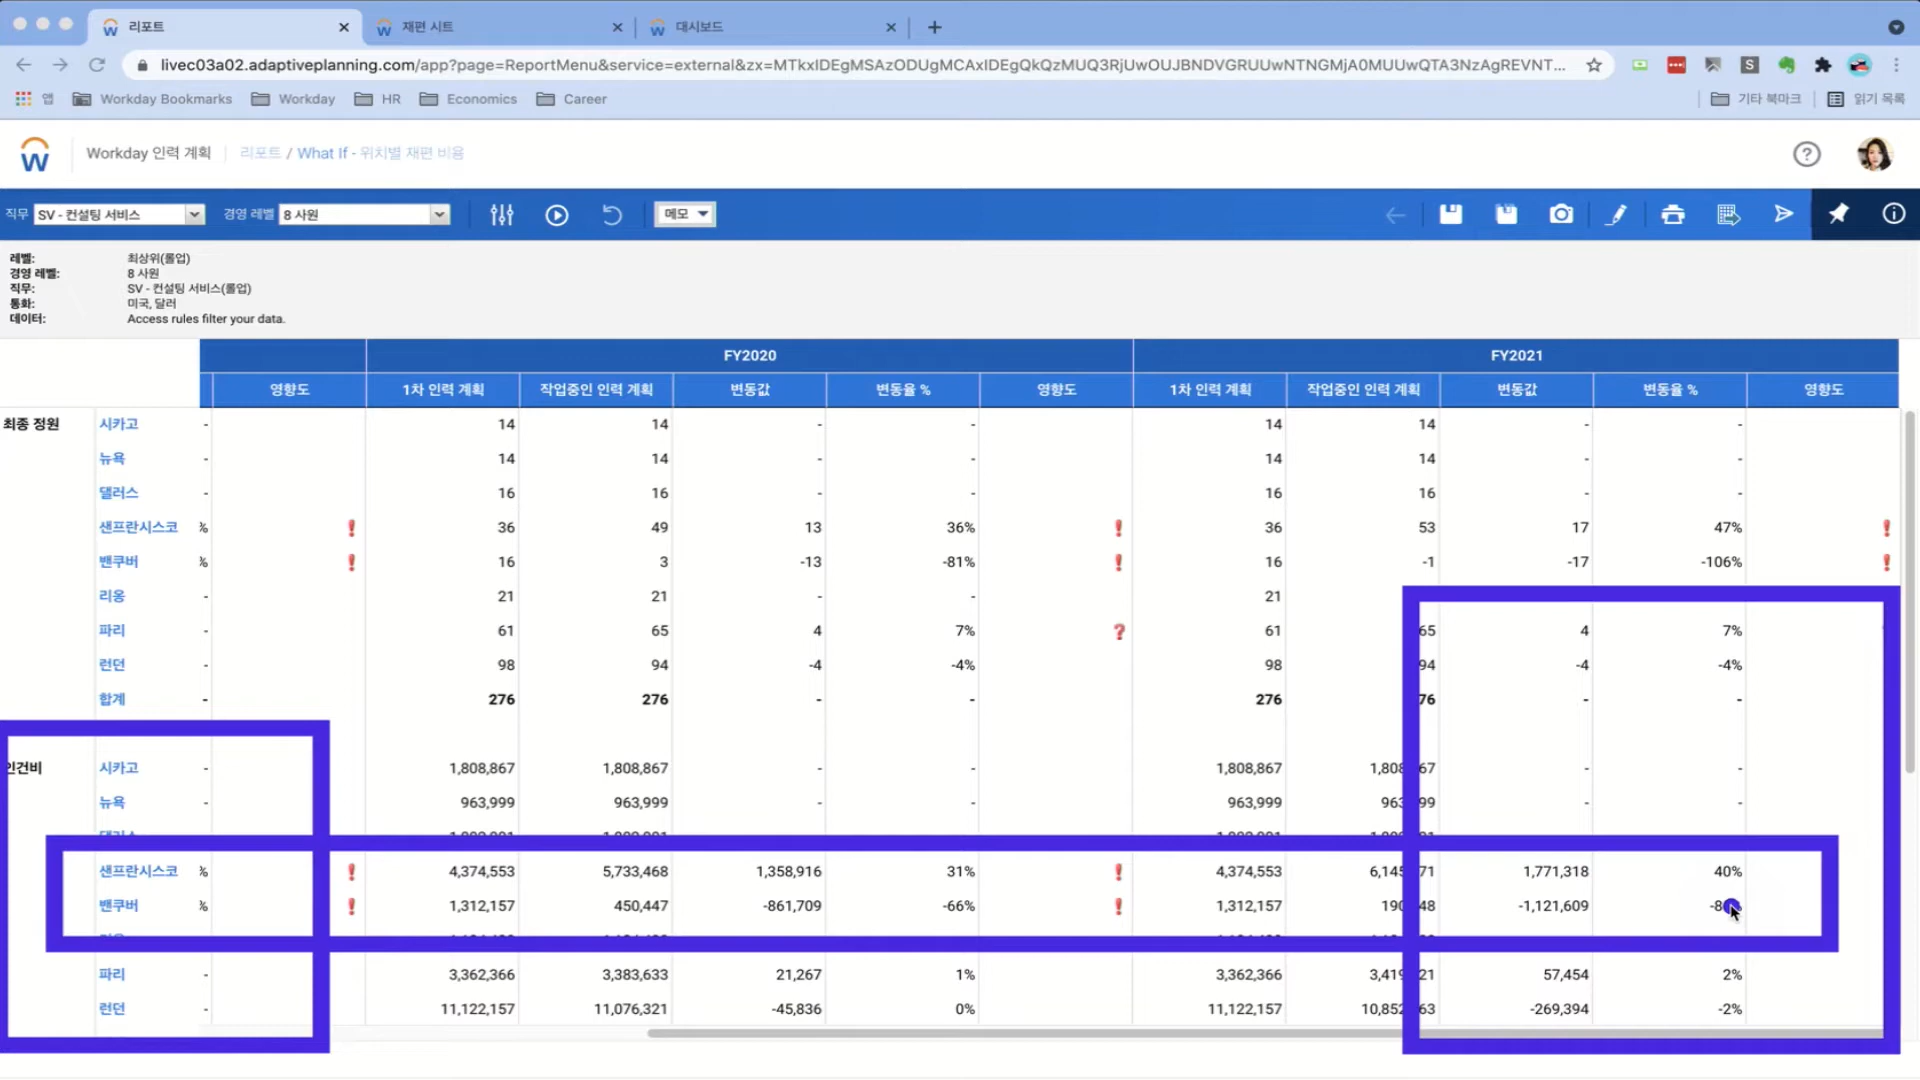 리포트
재편 시트
대시보드
livec03a02.adaptiveplanning.com/app?page=ReportMenu&service=external&zx=MTkxIDEgMSAzODUgMCAxIDEgQkQzMUQ3RjUwOUJBNDVGRUUwNTNGMjA0MUUwQTA3NzAgREVNT...
앱 Workday Bookmarks Workday HR Economics Career 기타 북마크 읽기 목록
Workday 인력 계획 리포트 / What If - 위치별 재편 비용
직무 SV - 컨설팅 서비스 경영 레벨 8 사원 메모
레벨: 최상위(롤업)
경영 레벨: 8 사원
직무: SV - 컨설팅 서비스(롤업)
통화: 미국, 달러
데이터: Access rules filter your data.
FY2020 FY2021
영향도 1차 인력 계획 작업중인 인력 계획 변동값 변동율 % 영향도 1차 인력 계획 작업중인 인력 계획 변동값 변동율 % 영향도
최종 정원 시카고 - 14 14 - - 14 14 - -
뉴욕 - 14 14 - - 14 14 - -
댈러스 - 16 16 - - 16 16 - -
샌프란시스코 % 36 49 13 36% 36 53 17 47%
밴쿠버 % 16 3 -13 -81% 16 -1 -17 -106%
리옹 - 21 21 - - 21
파리 - 61 65 4 7% ? 61 65 4 7%
런던 - 98 94 -4 -4% 98 94 -4 -4%
합계 - 276 276 - - 276 76 - -
인건비 시카고 - 1,808,867 1,808,867 - - 1,808,867 - -
뉴욕 - 963,999 963,999 - - 963,999 - -
샌프란시스코 % 4,374,553 5,733,468 1,358,916 31% 4,374,553 1,771,318 40%
밴쿠버 % 1,312,157 450,447 -861,709 -66% 1,312,157 -1,121,609
파리 - 3,362,366 3,383,633 21,267 1% 3,362,366 57,454 2%
런던 - 11,122,157 11,076,321 -45,836 0% 11,122,157 -269,394 -2%